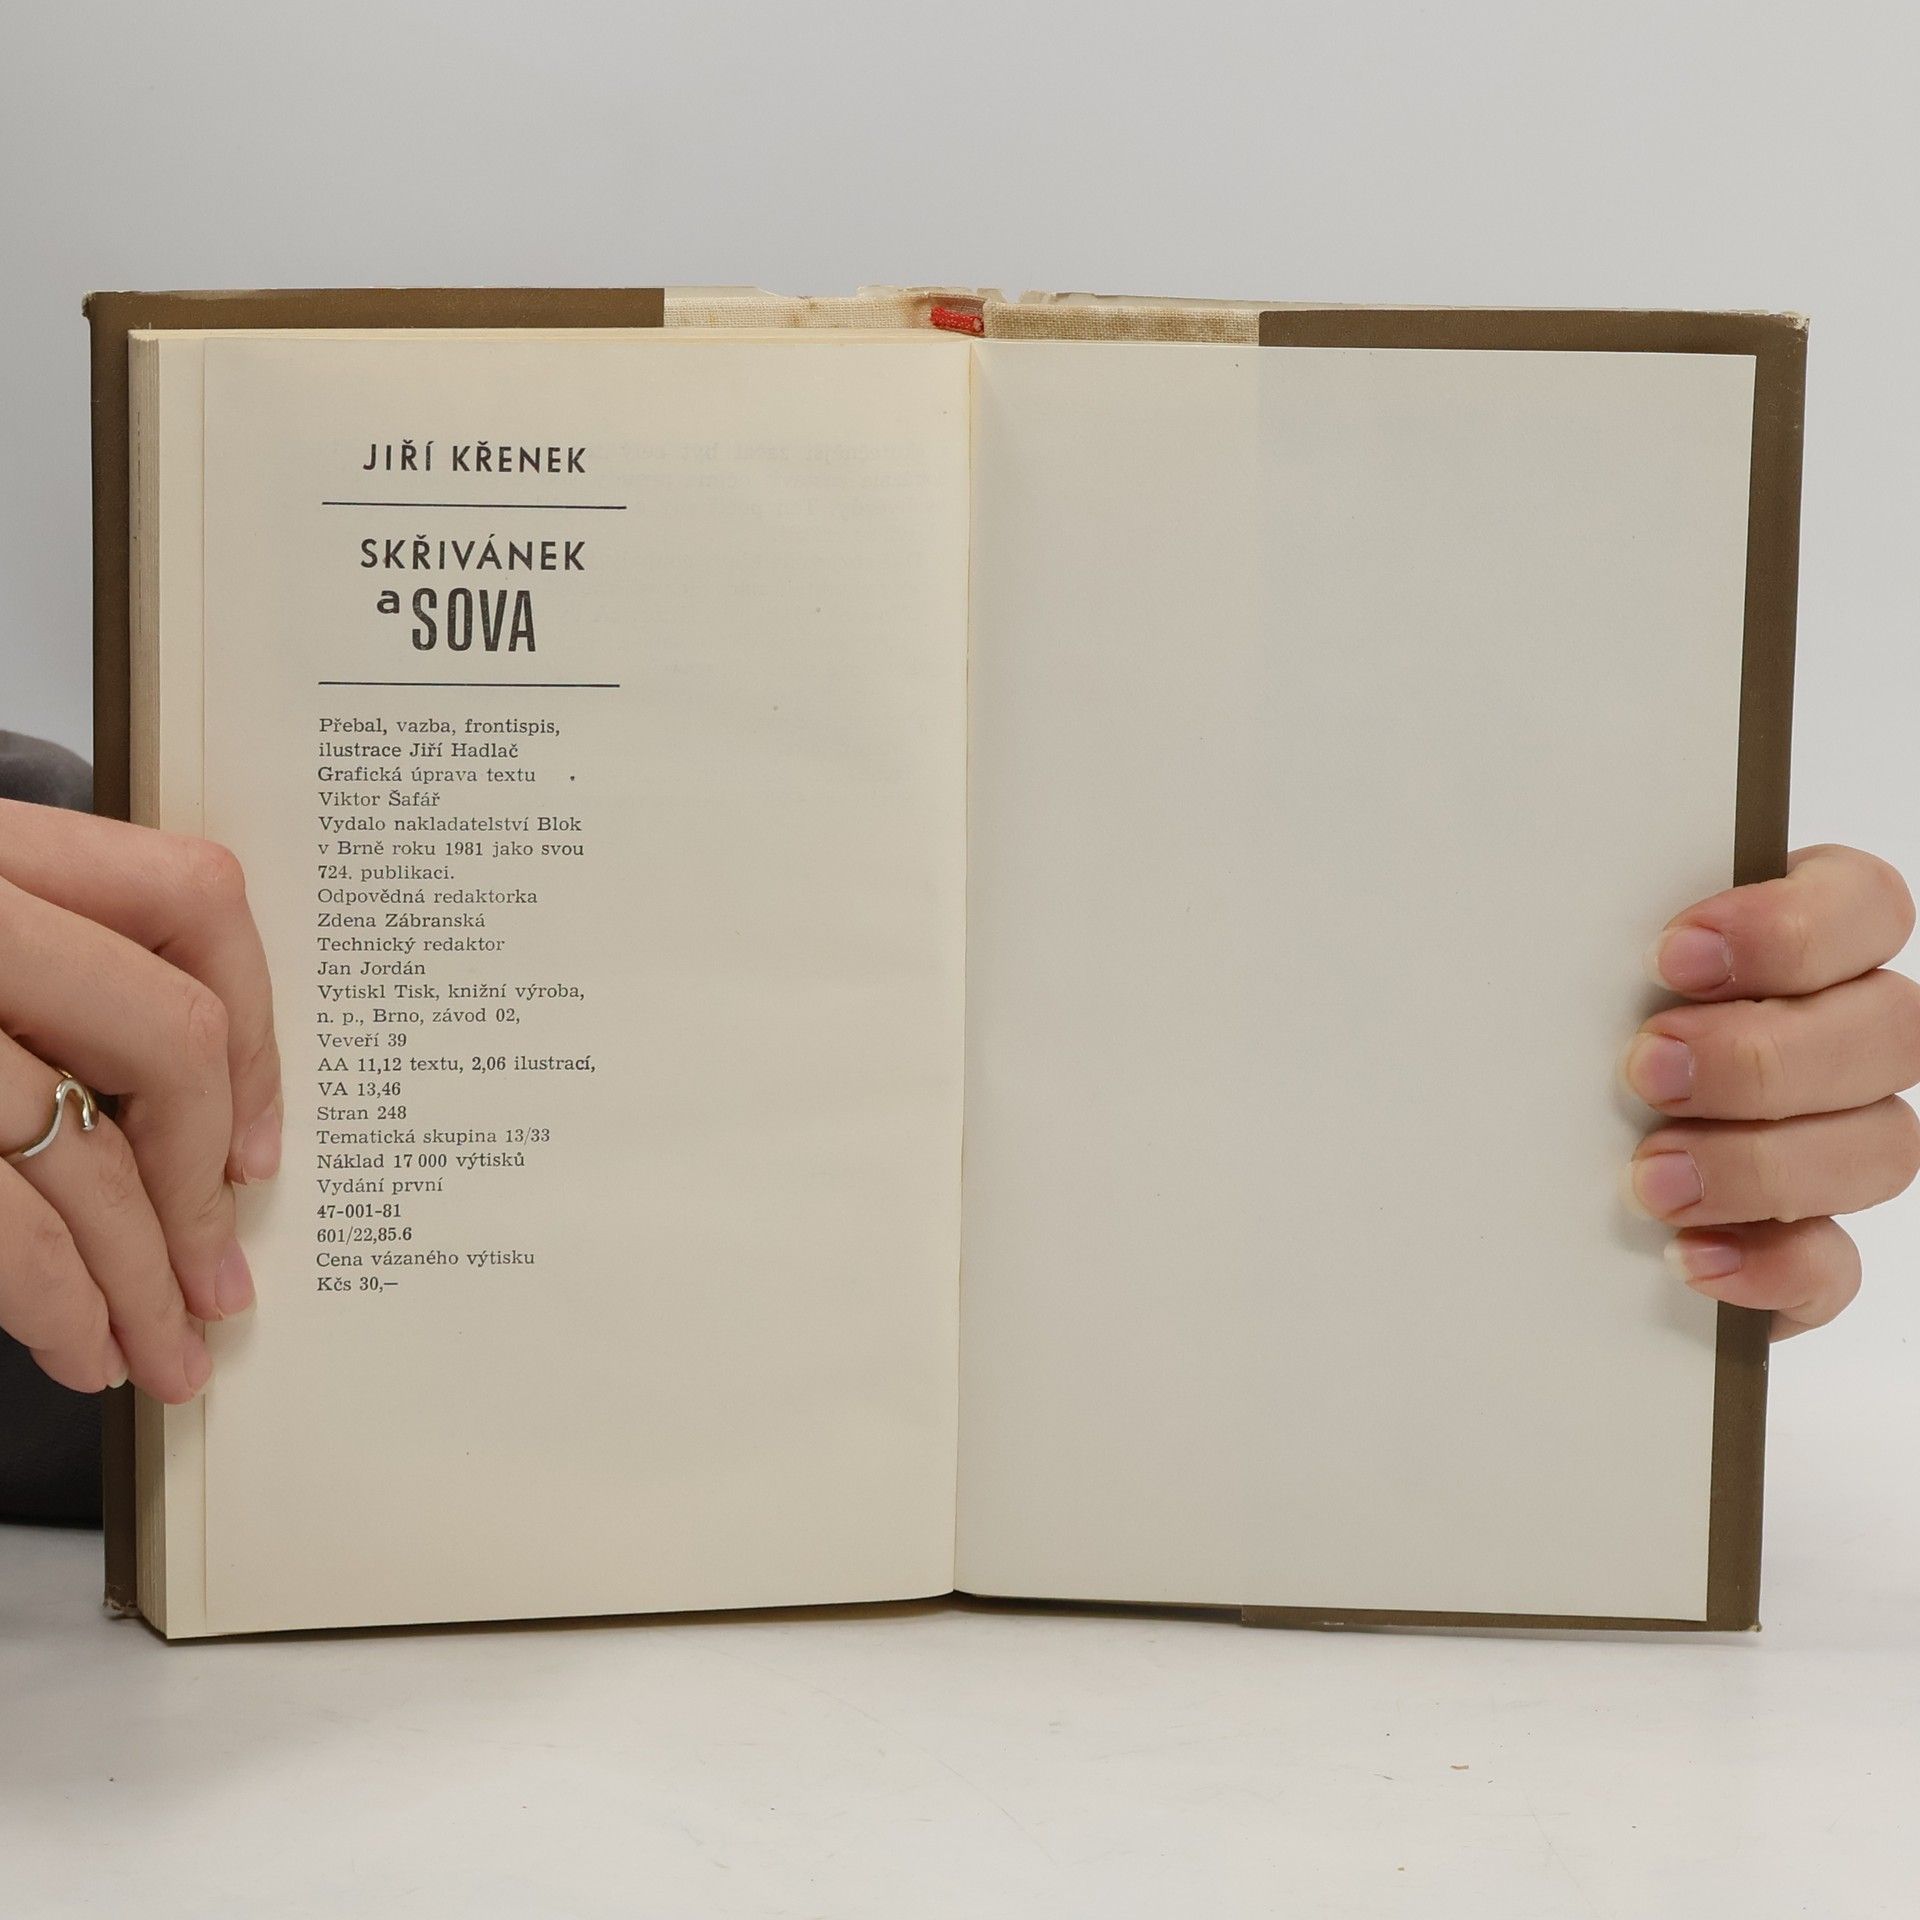 JIŘÍ KŘENEK
SKŘIVÁNEK
a SOVA
Přebal, vazba, frontispis,
ilustrace Jiří Hadlač
Grafická úprava textu
Viktor Šafář
Vydalo nakladatelství Blok
v Brně roku 1981 jako svou
724. publikaci.
Odpovědná redaktorka
Zdena Zábranská
Technický redaktor
Jan Jordán
Vytiskl Tisk, knižní výroba,
n. p., Brno, závod 02,
Veveří 39
AA 11,12 textu, 2,06 ilustrací,
VA 13,46
Stran 248
Tematická skupina 13/33
Náklad 17 000 výtisků
Vydání první
47-001-81
601/22,85.6
Cena vázaného výtisku
Kčs 30,—